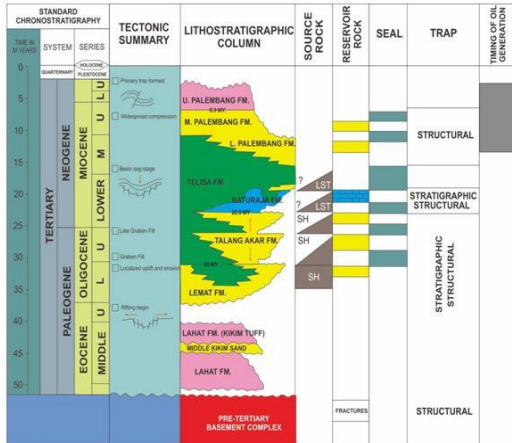 STANDARD
CHRONOSTRATIGRAPHY
TIME IN
M YEARS
SYSTEM
SERIES
TECTONIC
SUMMARY
LITHOSTRATIGRAPHIC
COLUMN
SOURCE
ROCK
RESERVOIR
ROCK
SEAL
TRAP
TIMING OF OIL
GENERATION
QUARTERNARY
HOLOCENE
PLEISTOCENE
0
5
10
15
20
25
30
35
40
45
50
TERTIARY
NEOGENE
PALEOGENE
MIOCENE
OLIGOCENE
EOCENE
U
L
U
M
LOWER
U
L
U
MIDDLE
Primary trap formed
Widespread compression
Basin sag stage
Late Graben Fill
Graben Fill
Localized uplift and erosion
Rifting begin
U. PALEMBANG FM.
M. PALEMBANG FM.
L. PALEMBANG FM.
TELISA FM.
BATURAJA FM.
TALANG AKAR FM.
LEMAT FM.
LAHAT FM. (KIKIM TUFF)
MIDDLE KIKIM SAND
LAHAT FM.
PRE-TERTIARY
BASEMENT COMPLEX
?
LST
?
LST
SH
SH
SH
FRACTURES
STRUCTURAL
STRATIGRAPHIC
STRUCTURAL
STRATIGRAPHIC
STRUCTURAL
STRUCTURAL